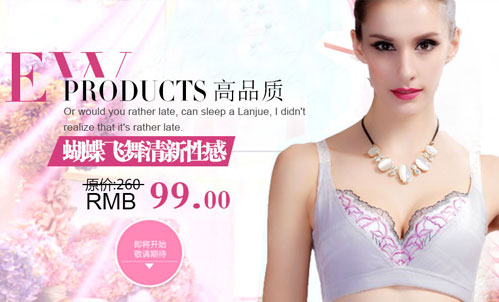 EW
PRODUCTS 高品质
Or would you rather late, can sleep a Lanjue, I didn't
realize that it's rather late.
蝴蝶飞舞清新性感
原价:260
RMB 99.00
即将开始
敬请期待